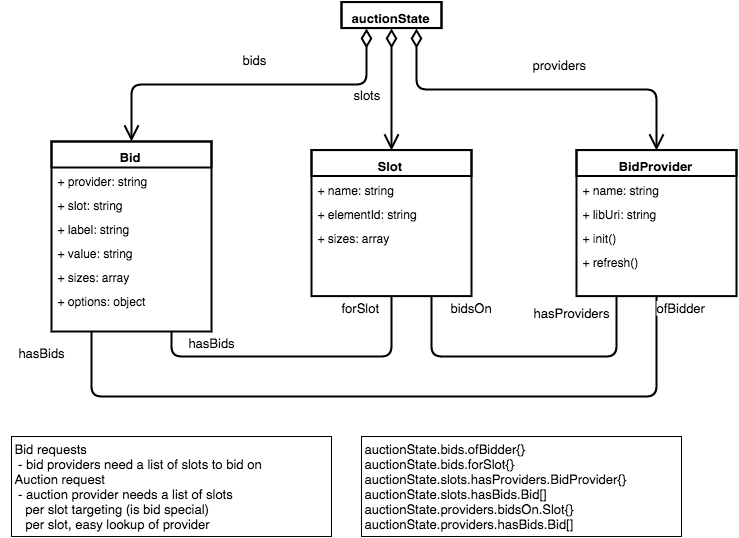 auctionState
bids
providers
slots
Bid
+ provider: string
+ slot: string
+ label: string
+ value: string
+ sizes: array
+ options: object
Slot
+ name: string
+ elementId: string
+ sizes: array
BidProvider
+ name: string
+ libUri: string
+ init()
+ refresh()
forSlot
bidsOn
hasProviders
ofBidder
hasBids
hasBids
Bid requests
- bid providers need a list of slots to bid on
Auction request
- auction provider needs a list of slots
per slot targeting (is bid special)
per slot, easy lookup of provider
auctionState.bids.ofBidder{}
auctionState.bids.forSlot{}
auctionState.slots.hasProviders.BidProvider{}
auctionState.slots.hasBids.Bid[]
auctionState.providers.bidsOn.Slot{}
auctionState.providers.hasBids.Bid[]